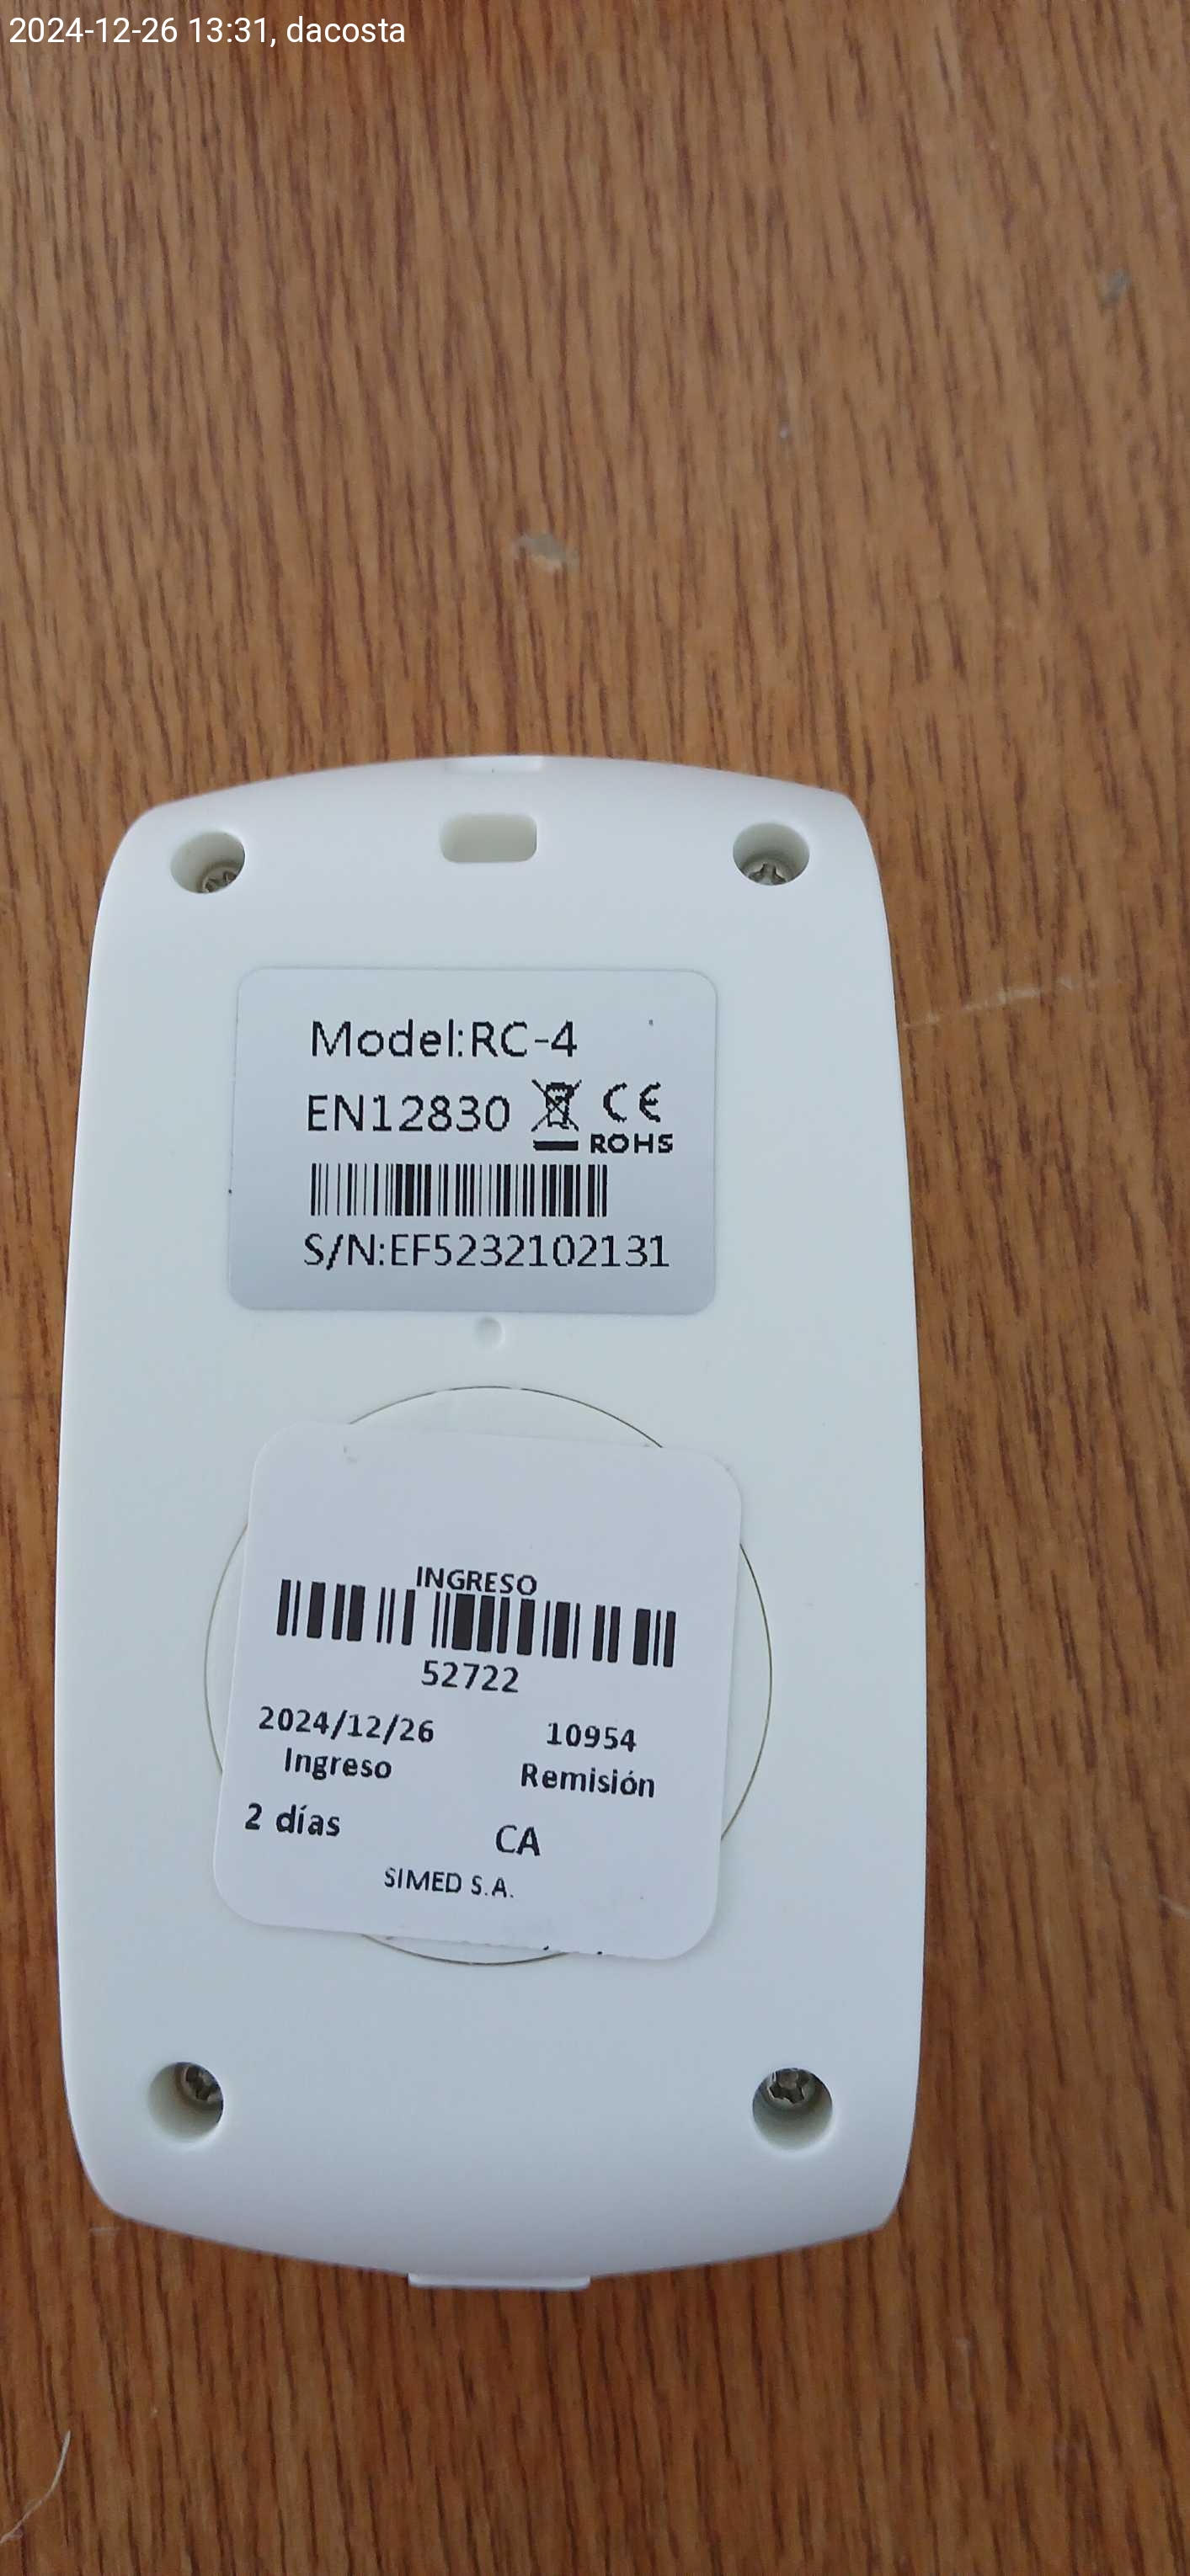 2024-12-26 13:31, dacosta
Model:RC-4
EN12830 CE
ROHS
S/N:EF5232102131
INGRESO
52722
2024/12/26 10954
Ingreso Remisión
2 días CA
SIMED S.A.